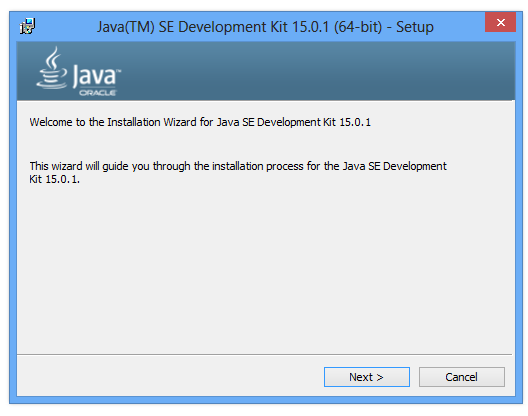 Java(TM) SE Development Kit 15.0.1 (64-bit) - Setup
Java™
ORACLE
Welcome to the Installation Wizard for Java SE Development Kit 15.0.1
This wizard will guide you through the installation process for the Java SE Development
Kit 15.0.1.
Next >
Cancel